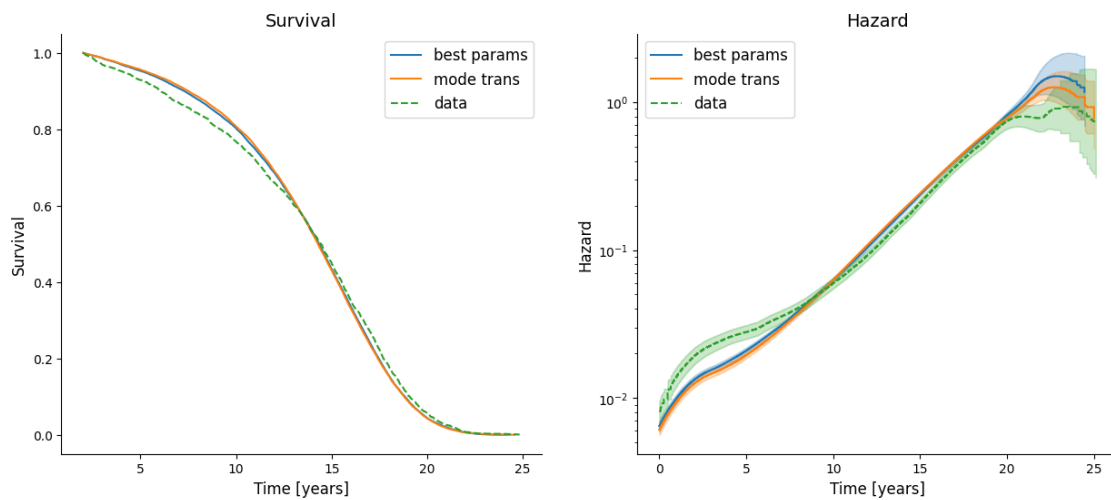 Survival
1.0
0.8
0.6
0.4
0.2
0.0
Survival
5
10
15
20
25
Time [years]
best params
mode trans
data
Hazard
10⁰
10⁻¹
10⁻²
Hazard
0
5
10
15
20
25
Time [years]
best params
mode trans
data